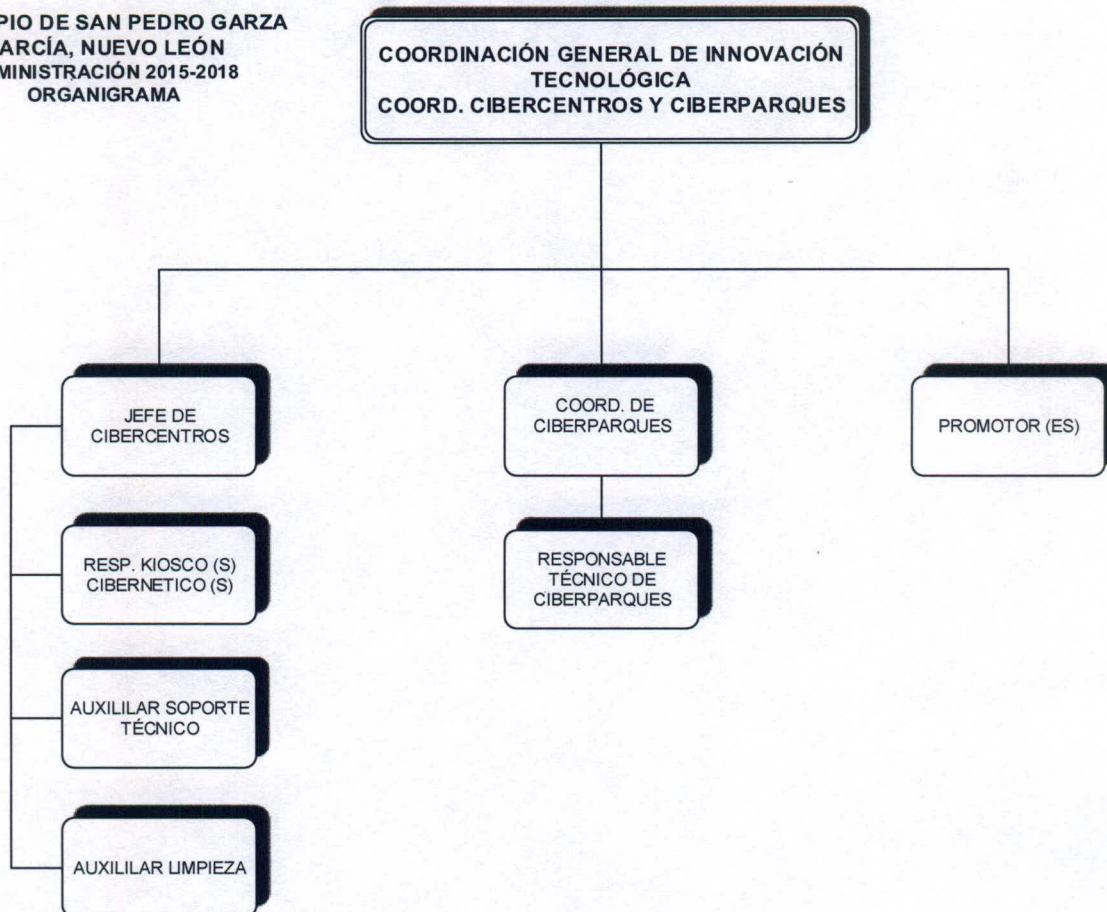 PIO DE SAN PEDRO GARZA
ARCÍA, NUEVO LEÓN
MINISTRACIÓN 2015-2018
ORGANIGRAMA
COORDINACIÓN GENERAL DE INNOVACIÓN
TECNOLÓGICA
COORD. CIBERCENTROS Y CIBERPARQUES
JEFE DE
CIBERCENTROS
COORD. DE
CIBERPARQUES
PROMOTOR (ES)
RESP. KIOSCO (S)
CIBERNETICO (S)
RESPONSABLE
TÉCNICO DE
CIBERPARQUES
AUXILILAR SOPORTE
TÉCNICO
AUXILILAR LIMPIEZA